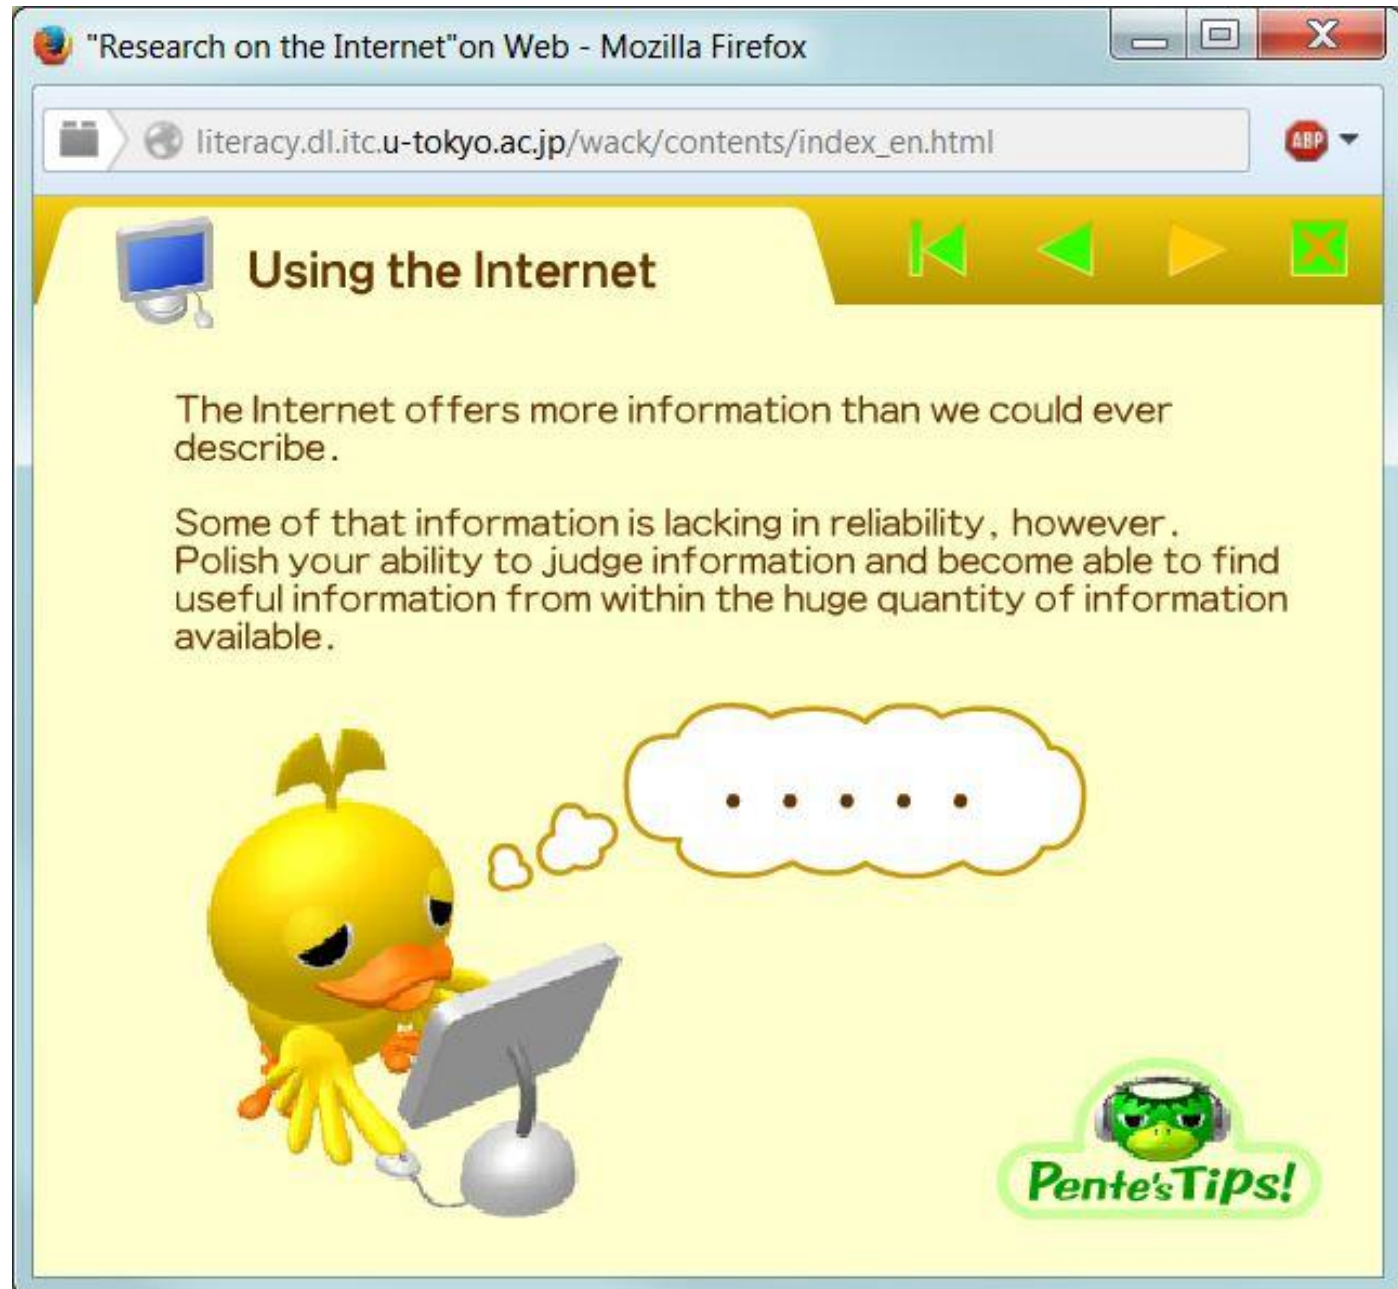 "Research on the Internet"on Web - Mozilla Firefox
literacy.dl.itc.u-tokyo.ac.jp/wack/contents/index_en.html
ABP
Using the Internet
The Internet offers more information than we could ever
describe.
Some of that information is lacking in reliability, however.
Polish your ability to judge information and become able to find
useful information from within the huge quantity of information
available.
. . . . .
Pente'sTips!